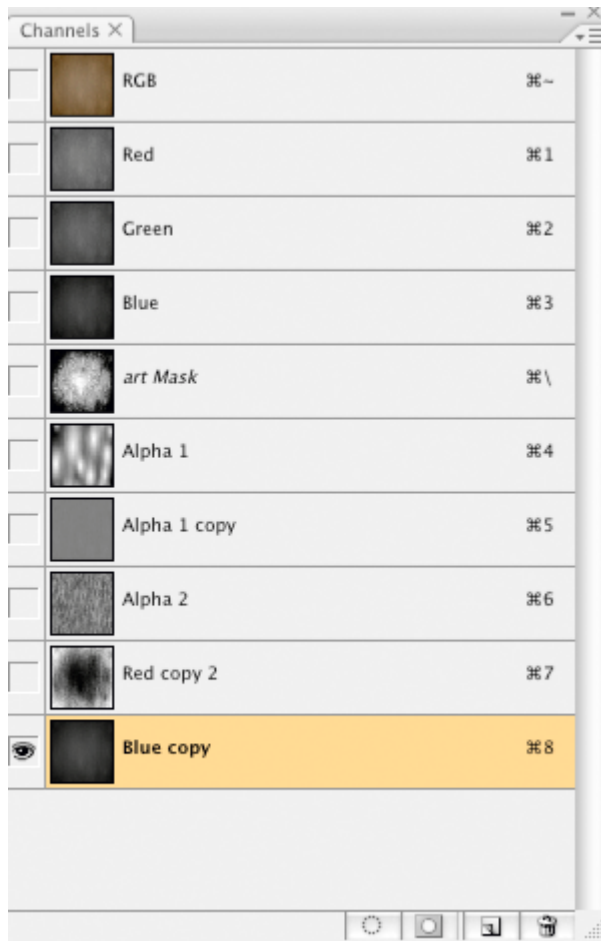 Channels ×
RGB ⌘~
Red ⌘1
Green ⌘2
Blue ⌘3
art Mask ⌘\
Alpha 1 ⌘4
Alpha 1 copy ⌘5
Alpha 2 ⌘6
Red copy 2 ⌘7
Blue copy ⌘8